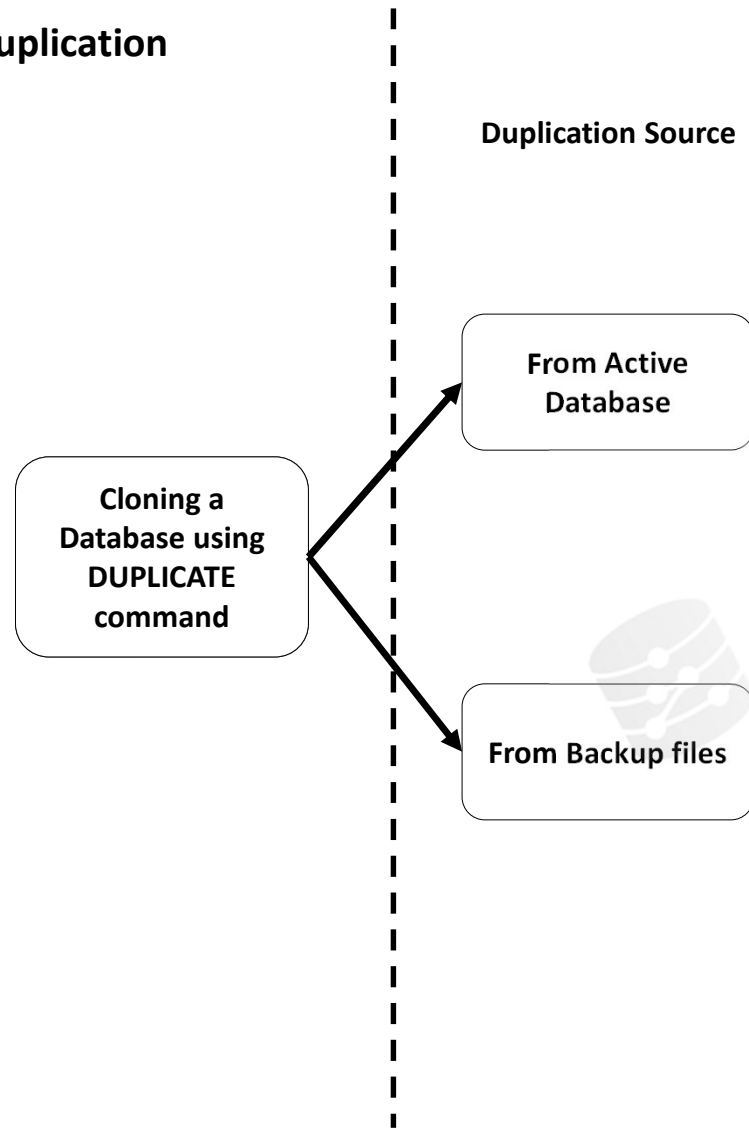 uplication
Duplication Source
From Active
Database
Cloning a
Database using
DUPLICATE
command
From Backup files